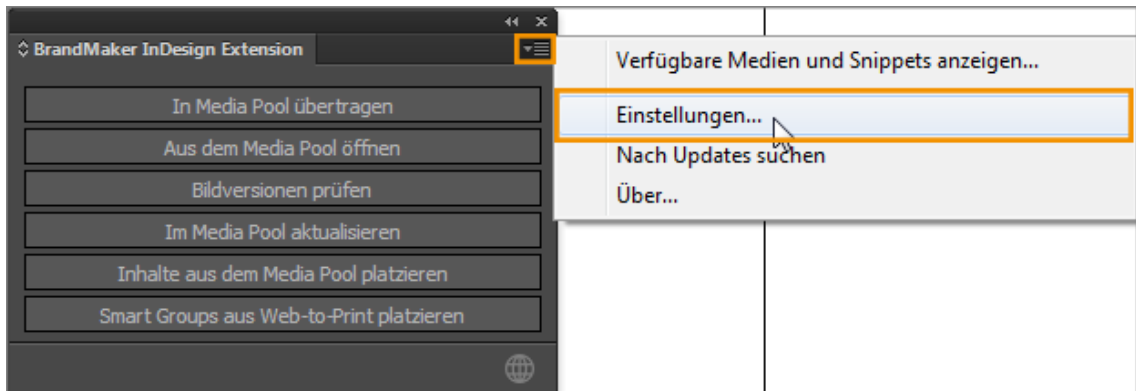 BrandMaker InDesign Extension
In Media Pool übertragen
Aus dem Media Pool öffnen
Bildversionen prüfen
Im Media Pool aktualisieren
Inhalte aus dem Media Pool platzieren
Smart Groups aus Web-to-Print platzieren
Verfügbare Medien und Snippets anzeigen...
Einstellungen...
Nach Updates suchen
Über...